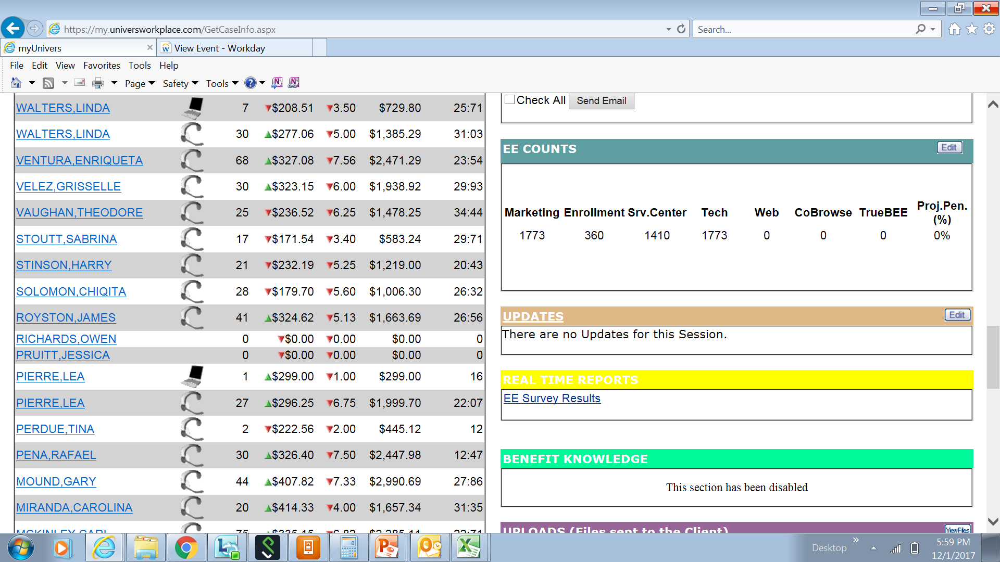 https://my.universworkplace.com/GetCaseInfo.aspx
Search...
myUnivers
View Event - Workday
File Edit View Favorites Tools Help
Page Safety Tools
WALTERS,LINDA 7 $208.51 3.50 $729.80 25:71
WALTERS,LINDA 30 $277.06 5.00 $1,385.29 31:03
VENTURA,ENRIQUETA 68 $327.08 7.56 $2,471.29 23:54
VELEZ,GRISSELLE 30 $323.15 6.00 $1,938.92 29:93
VAUGHAN,THEODORE 25 $236.52 6.25 $1,478.25 34:44
STOUTT,SABRINA 17 $171.54 3.40 $583.24 29:71
STINSON,HARRY 21 $232.19 5.25 $1,219.00 20:43
SOLOMON,CHIQITA 28 $179.70 5.60 $1,006.30 26:32
ROYSTON,JAMES 41 $324.62 5.13 $1,663.69 26:56
RICHARDS,OWEN 0 $0.00 0.00 $0.00 0
PRUITT,JESSICA 0 $0.00 0.00 $0.00 0
PIERRE,LEA 1 $299.00 1.00 $299.00 16
PIERRE,LEA 27 $296.25 6.75 $1,999.70 22:07
PERDUE,TINA 2 $222.56 2.00 $445.12 12
PENA,RAFAEL 30 $326.40 7.50 $2,447.98 12:47
MOUND,GARY 44 $407.82 7.33 $2,990.69 27:86
MIRANDA,CAROLINA 20 $414.33 4.00 $1,657.34 31:35
MCKINLEY,CARL 75
Check All Send Email
EE COUNTS Edit
Marketing Enrollment Srv.Center Tech Web CoBrowse TrueBEE Proj.Pen.
(%)
1773 360 1410 1773 0 0 0 0%
UPDATES Edit
There are no Updates for this Session.
REAL TIME REPORTS
EE Survey Results
BENEFIT KNOWLEDGE
This section has been disabled
UPLOADS (Files sent to the Client) ViewFiles
Desktop
5:59 PM
12/1/2017